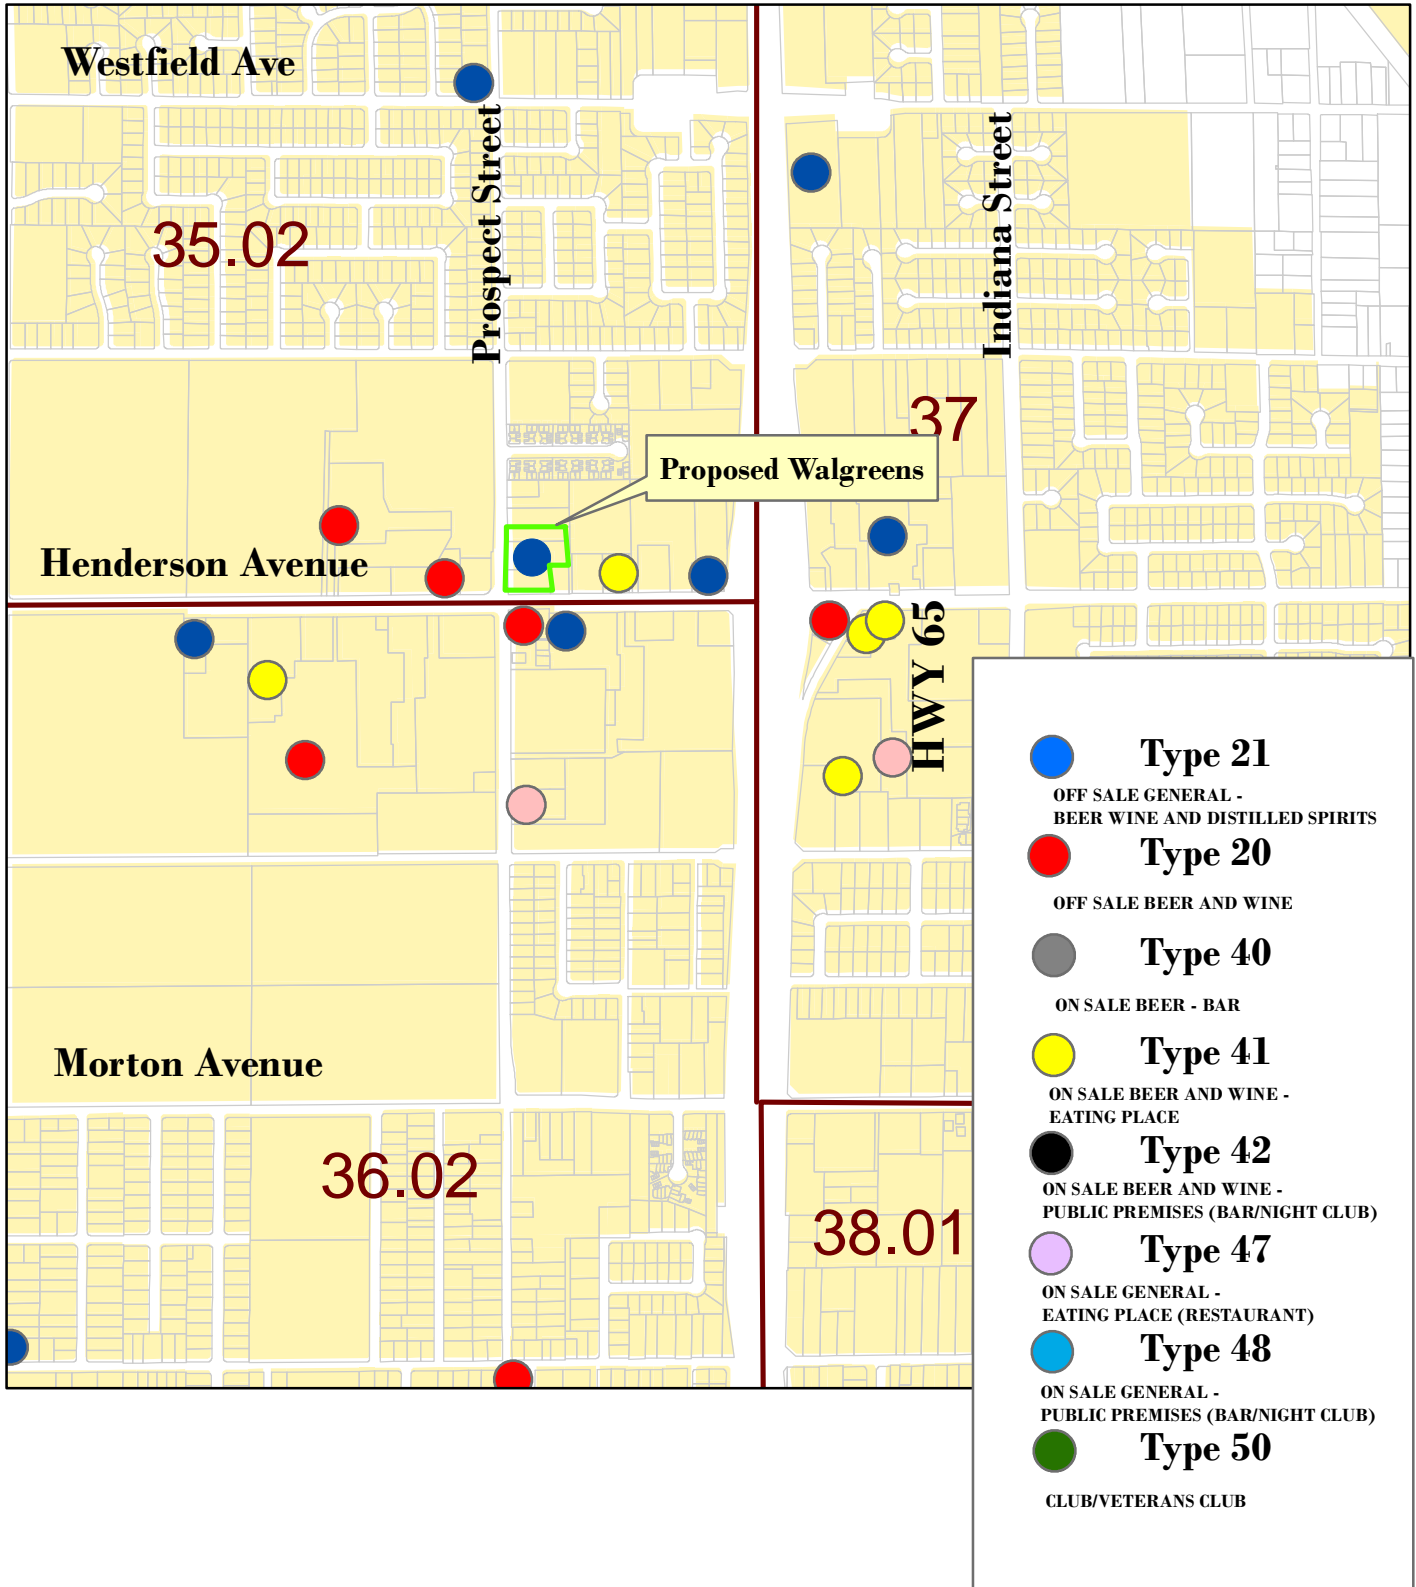 Westfield Ave
Prospect Street
Indiana Street
35.02
37
Proposed Walgreens
Henderson Avenue
HWY 65
Type 21
OFF SALE GENERAL -
BEER WINE AND DISTILLED SPIRITS
Type 20
OFF SALE BEER AND WINE
Type 40
ON SALE BEER - BAR
Morton Avenue
Type 41
ON SALE BEER AND WINE -
EATING PLACE
36.02
38.01
Type 42
ON SALE BEER AND WINE -
PUBLIC PREMISES (BAR/NIGHT CLUB)
Type 47
ON SALE GENERAL -
EATING PLACE (RESTAURANT)
Type 48
ON SALE GENERAL -
PUBLIC PREMISES (BAR/NIGHT CLUB)
Type 50
CLUB/VETERANS CLUB